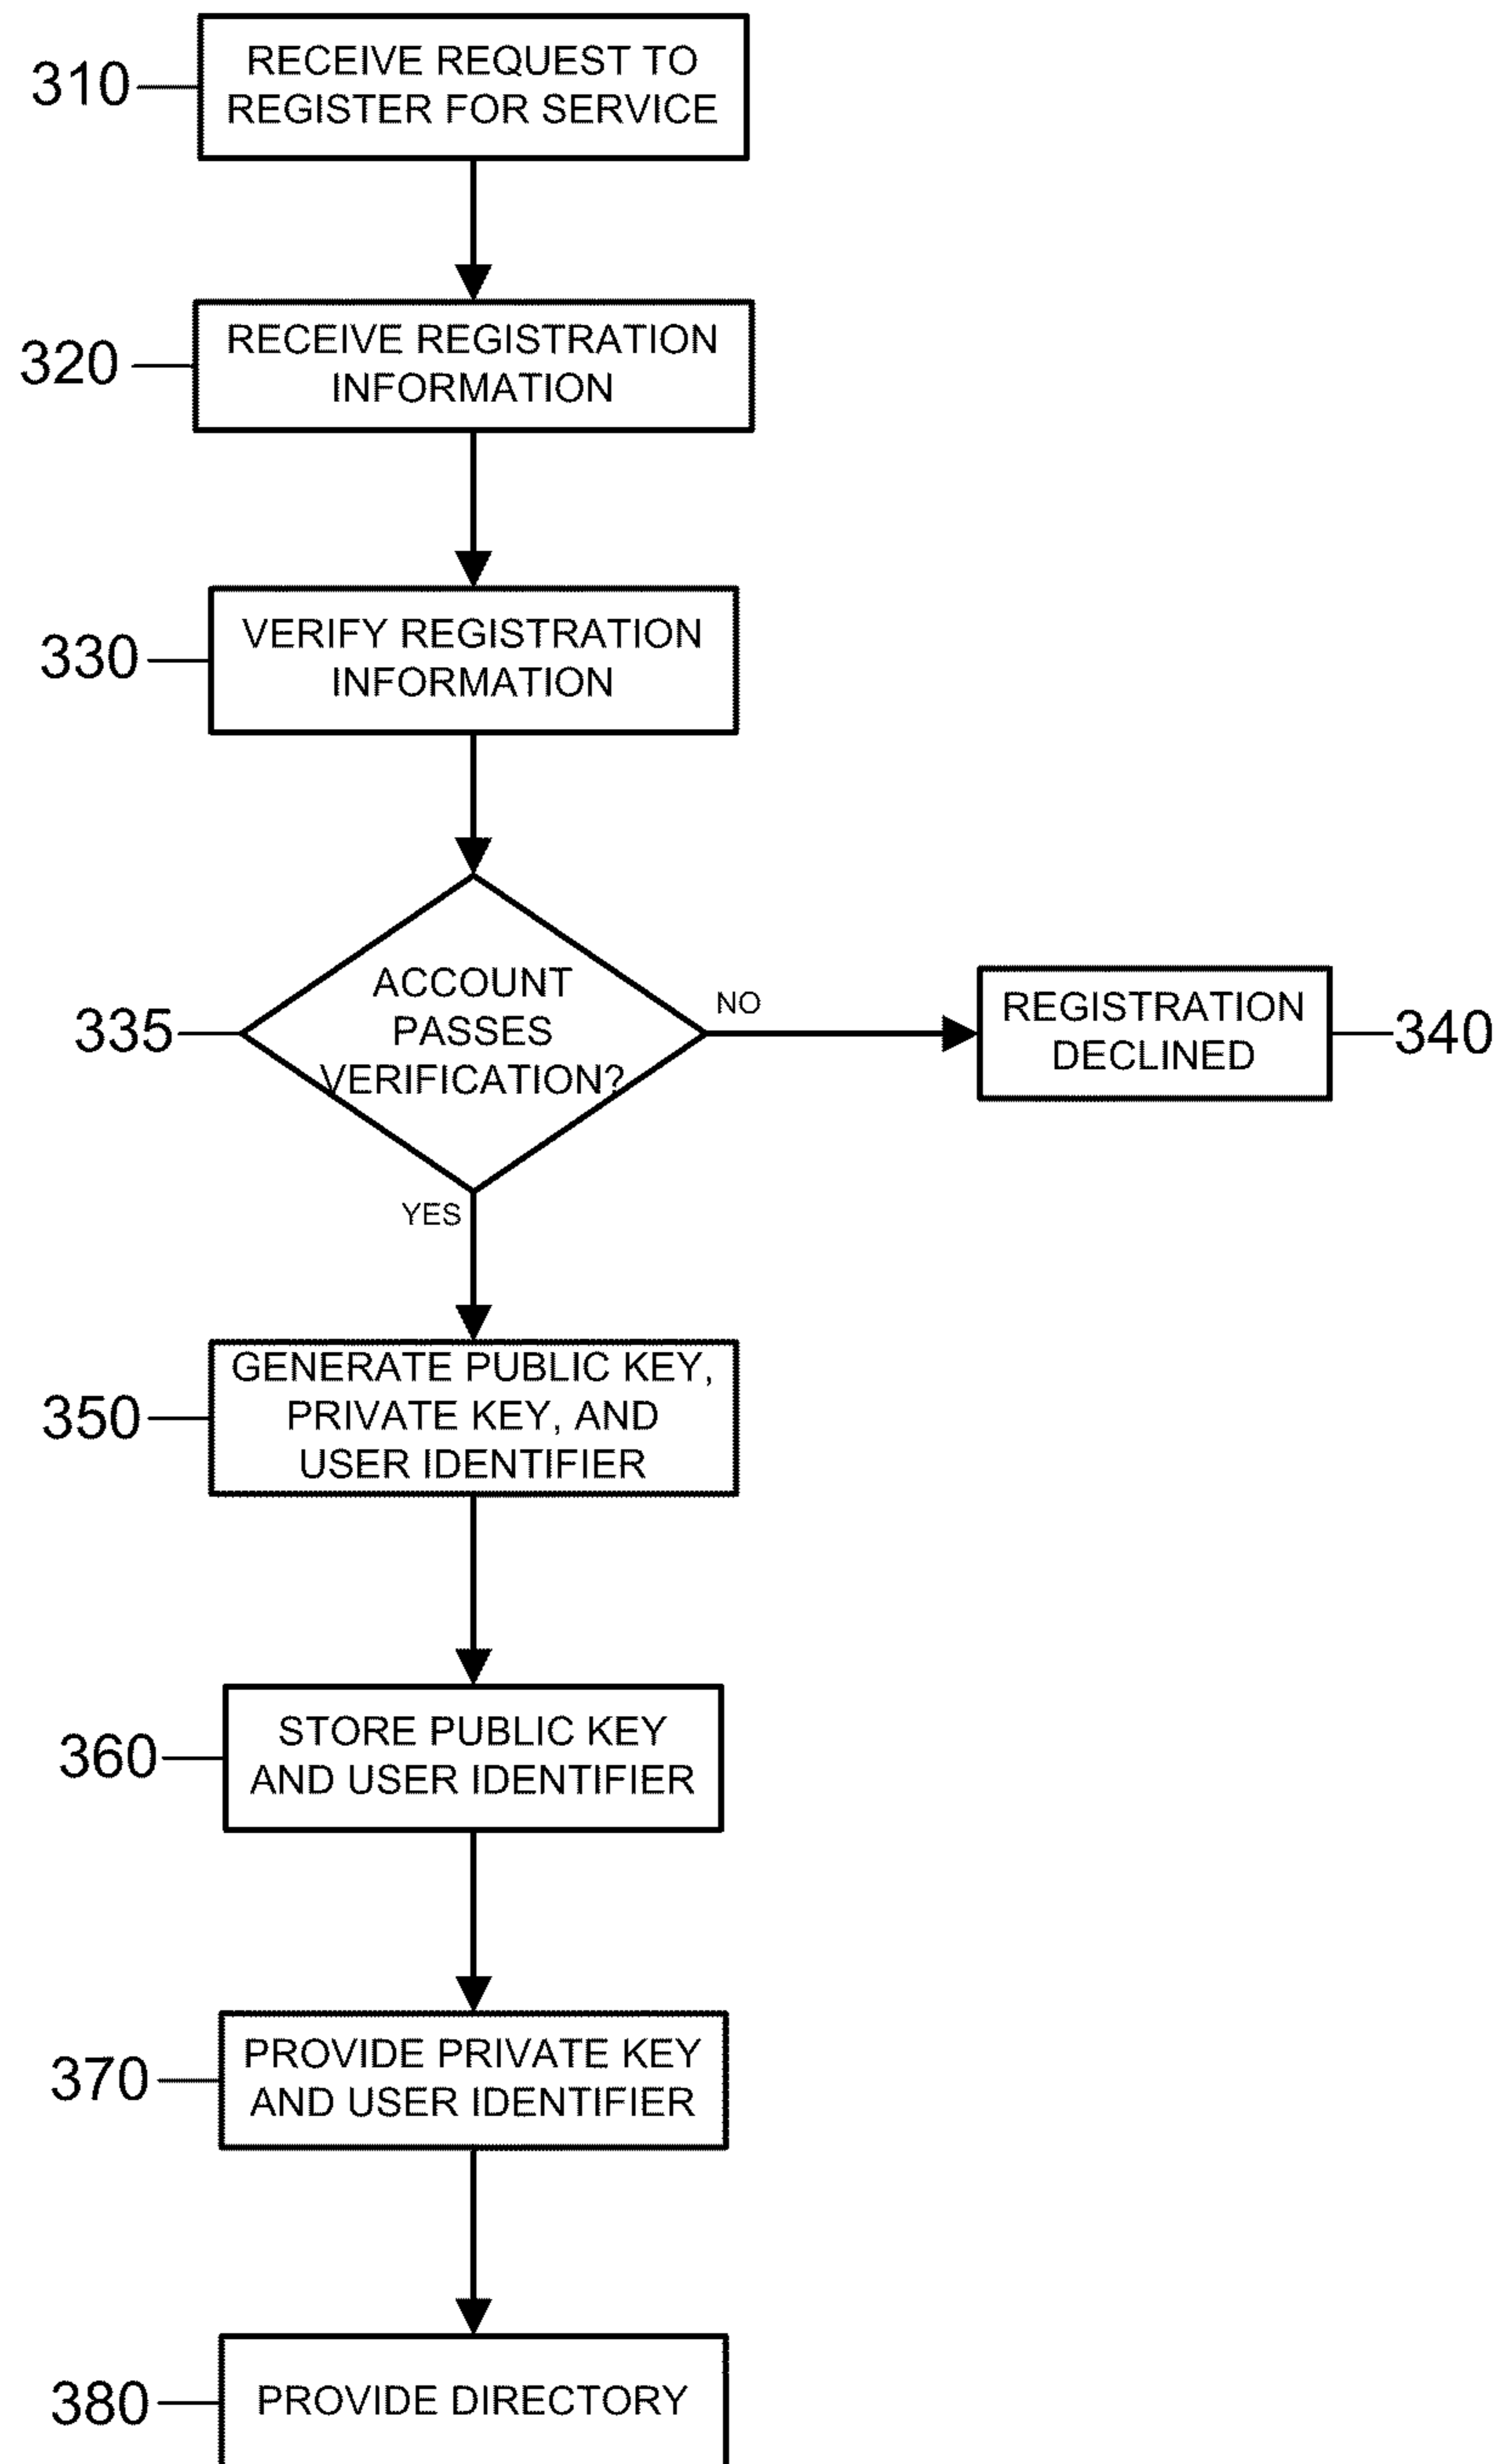 310
RECEIVE REQUEST TO
REGISTER FOR SERVICE
320
RECEIVE REGISTRATION
INFORMATION
330
VERIFY REGISTRATION
INFORMATION
335
ACCOUNT
PASSES
VERIFICATION?
NO
REGISTRATION
DECLINED
340
YES
350
GENERATE PUBLIC KEY,
PRIVATE KEY, AND
USER IDENTIFIER
360
STORE PUBLIC KEY
AND USER IDENTIFIER
370
PROVIDE PRIVATE KEY
AND USER IDENTIFIER
380
PROVIDE DIRECTORY